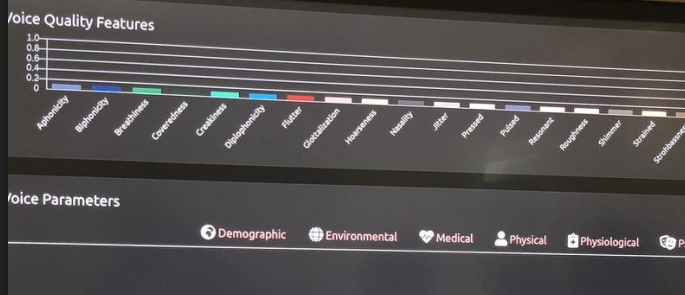 Voice Quality Features
1.0
0.8
0.6
0.4
0.2
0
Aphonicity
Biphonicity
Breathiness
Coveredness
Creakiness
Diplophonicity
Flutter
Glottalization
Hoarseness
Nasality
Jitter
Pressed
Pulsed
Resonant
Roughness
Shimmer
Strained
Strohbassness
Voice Parameters
Demographic Environmental Medical Physical Physiological P